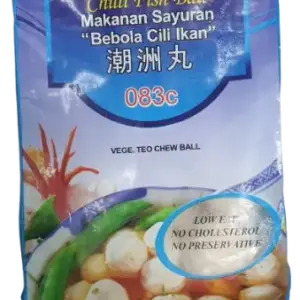 Chilli Fish Ball
Makanan Sayuran
"Bebola Cili Ikan"
潮洲丸
083c
VEGE. TEO CHEW BALL
LOW FAT
NO CHOLESTEROL
NO PRESERVATIVE